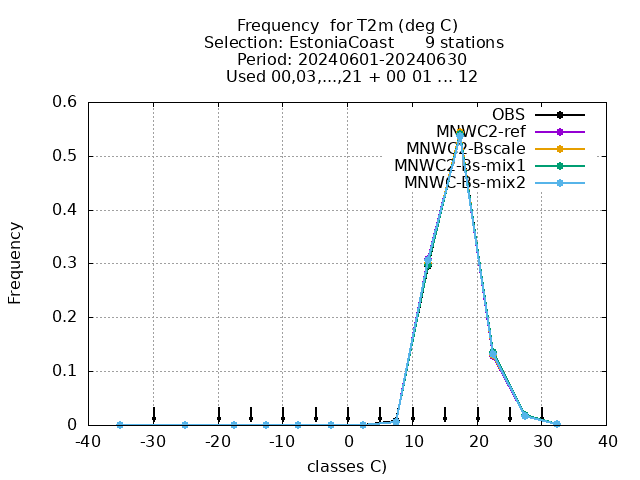 Frequency  for T2m (deg C)
Selection: EstoniaCoast      9 stations
Period: 20240601-20240630
Used 00,03,...,21 + 00 01 ... 12
OBS
MNWC2-ref
MNWC2-Bscale
MNWC2-Bs-mix1
MNWC-Bs-mix2
Frequency
0.6
0.5
0.4
0.3
0.2
0.1
0
-40 -30 -20 -10 0 10 20 30 40
classes C)